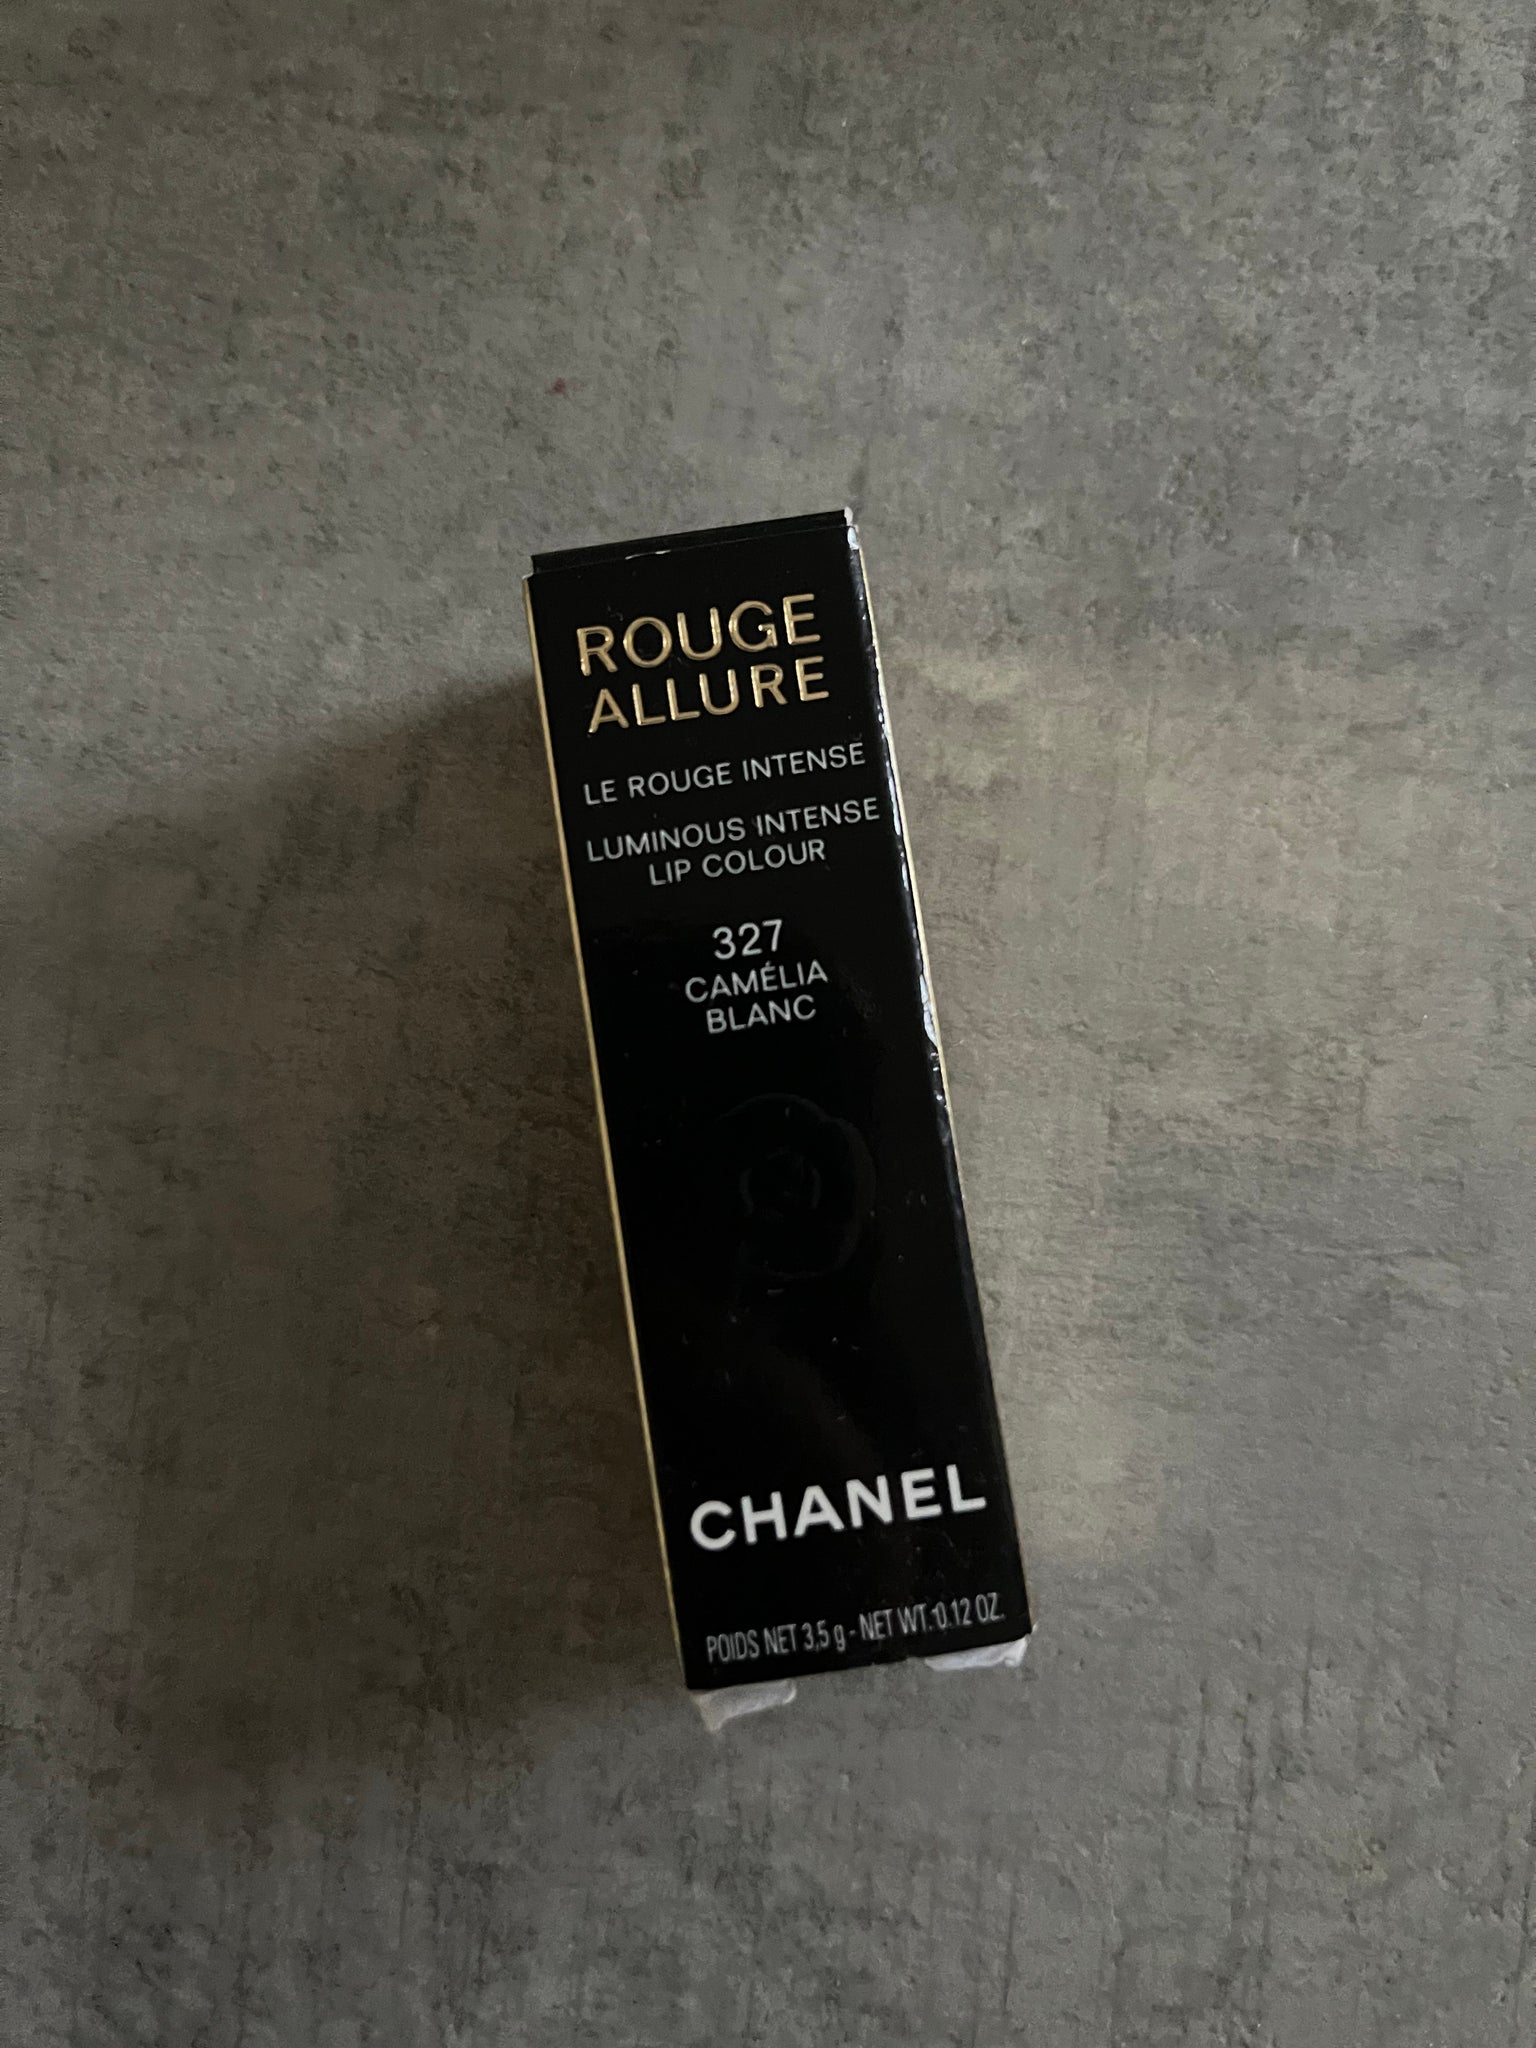 ROUGE
ALLURE
LE ROUGE INTENSE
LUMINOUS INTENSE
LIP COLOUR
327
CAMÉLIA
BLANC
CHANEL
POIDS NET 3,5 g - NET WT. 0.12 OZ.